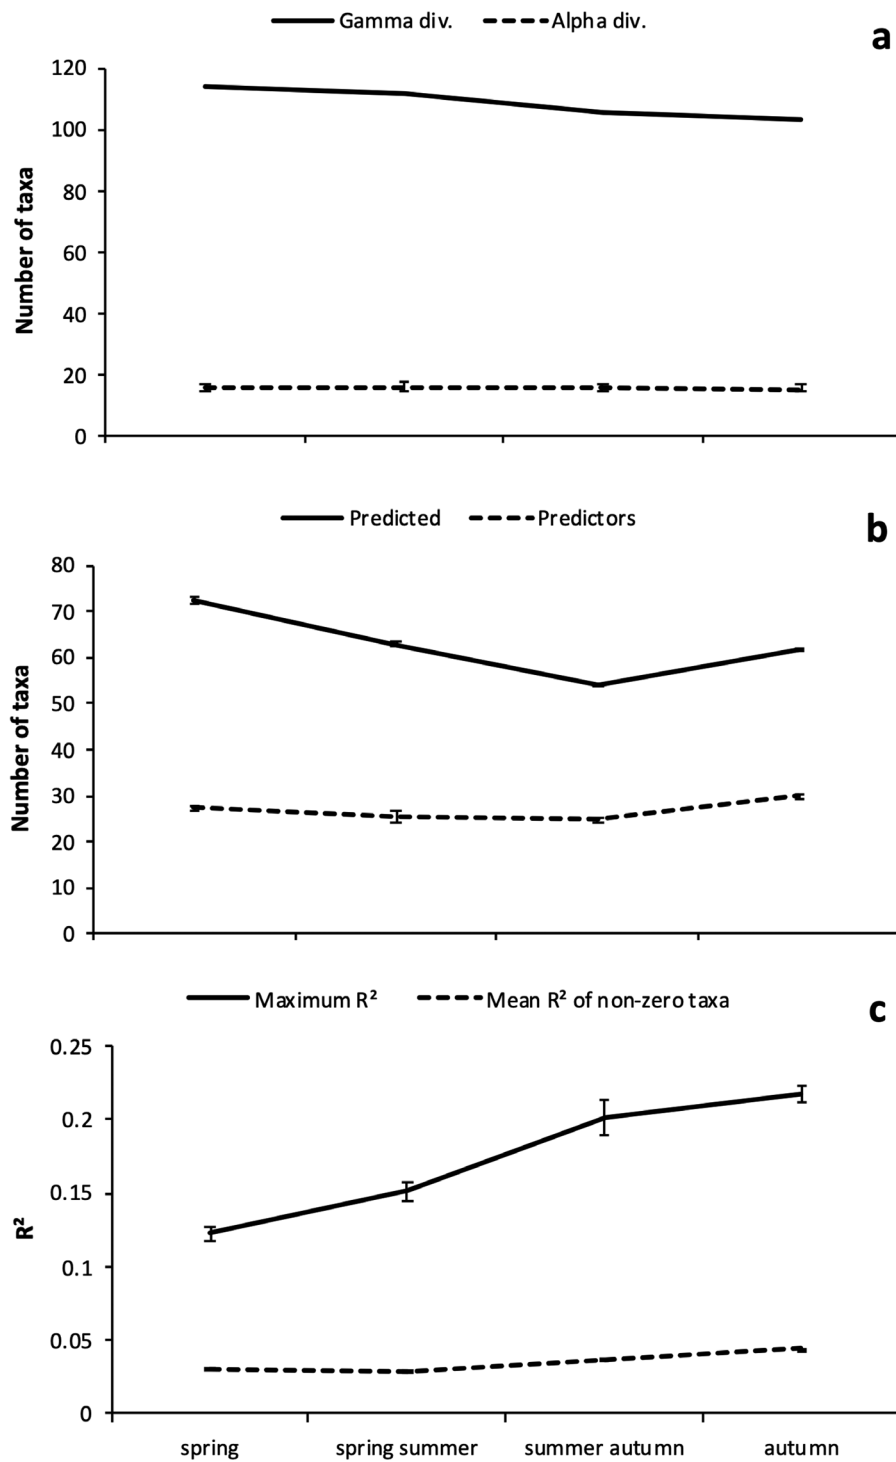 Gamma div. Alpha div.
a
120
100
80
60
40
20
0
Number of taxa
Predicted Predictors
b
80
70
60
50
40
30
20
10
0
Number of taxa
Maximum R² Mean R² of non-zero taxa
c
0.25
0.2
0.15
0.1
0.05
0
R²
spring spring summer summer autumn autumn